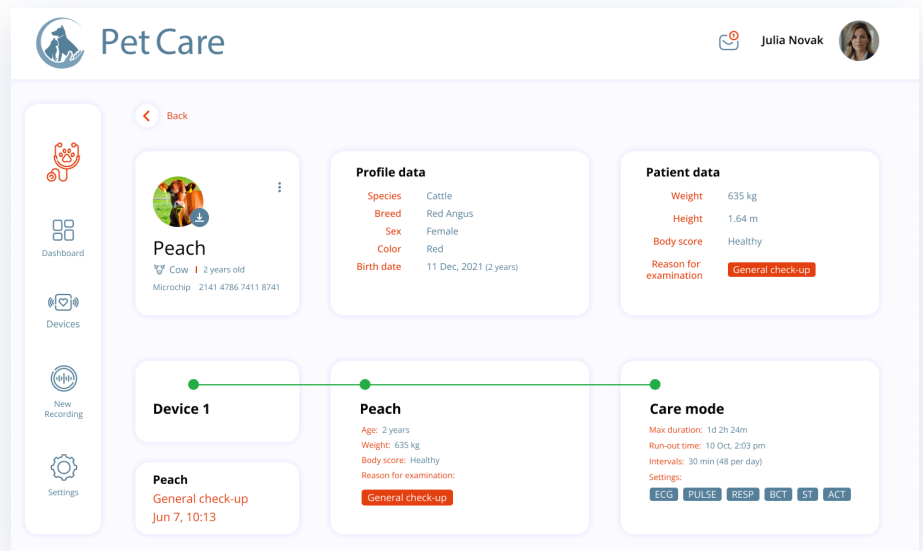 Pet Care
1
Julia Novak
Back
Dashboard
Devices
New
Recording
Settings
Peach
Cow | 2 years old
Microchip 2141 4786 7411 8741
Profile data
Species Cattle
Breed Red Angus
Sex Female
Color Red
Birth date 11 Dec, 2021 (2 years)
Patient data
Weight 635 kg
Height 1.64 m
Body score Healthy
Reason for
examination General check-up
Device 1
Peach
General check-up
Jun 7, 10:13
Peach
Age: 2 years
Weight: 635 kg
Body score: Healthy
Reason for examination:
General check-up
Care mode
Max duration: 1d 2h 24m
Run-out time: 10 Oct, 2:03 pm
Intervals: 30 min (48 per day)
Settings:
ECG PULSE RESP BCT ST ACT